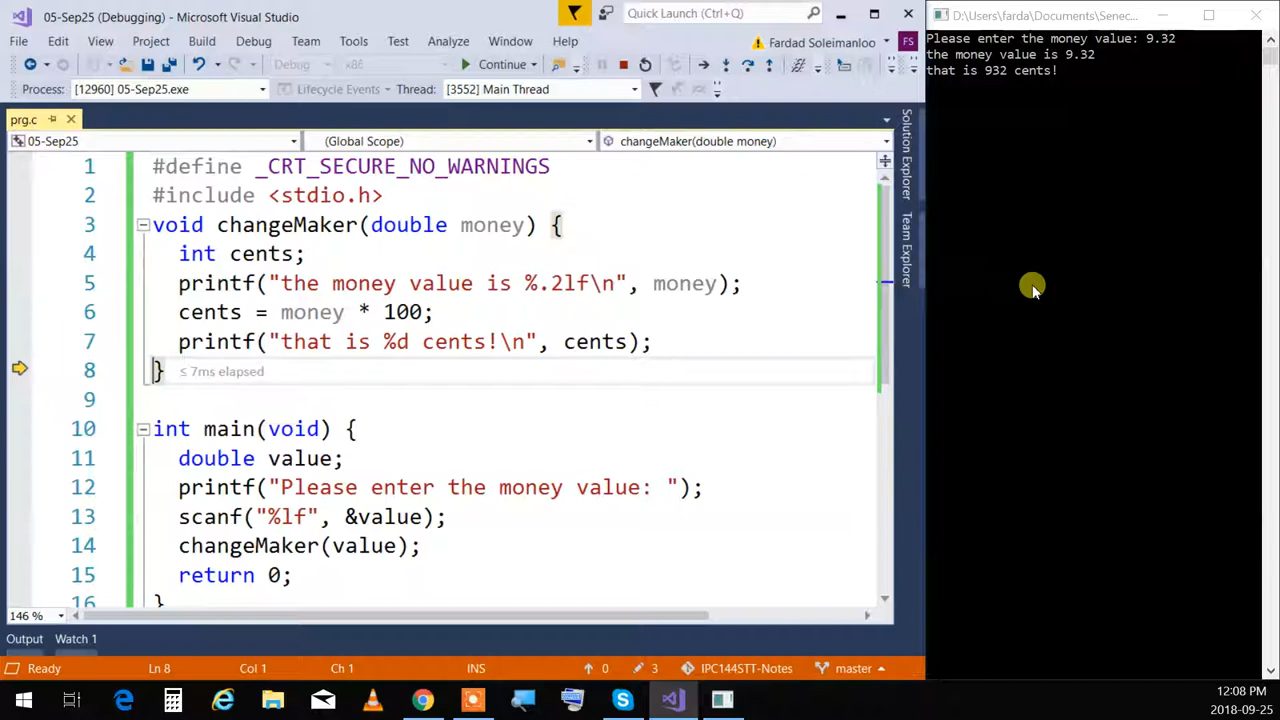 05-Sep25 (Debugging) - Microsoft Visual Studio
Quick Launch (Ctrl+Q)
File Edit View Project Build Debug Team Tools Test Analyze Window Help
Fardad Soleimanloo FS
Debug x86 Continue
Process: [12960] 05-Sep25.exe Lifecycle Events Thread: [3552] Main Thread
prg.c
05-Sep25 (Global Scope) changeMaker(double money)
1 #define _CRT_SECURE_NO_WARNINGS
2 #include <stdio.h>
3 void changeMaker(double money) {
4 int cents;
5 printf("the money value is %.2lf\n", money);
6 cents = money * 100;
7 printf("that is %d cents!\n", cents);
8 } ≤ 7ms elapsed
9
10 int main(void) {
11 double value;
12 printf("Please enter the money value: ");
13 scanf("%lf", &value);
14 changeMaker(value);
15 return 0;
16 }
146 %
Solution Explorer
Team Explorer
Output Watch 1
Ready Ln 8 Col 1 Ch 1 INS 0 3 IPC144STT-Notes master
D:\Users\farda\Documents\Senec...
Please enter the money value: 9.32
the money value is 9.32
that is 932 cents!
12:08 PM
2018-09-25